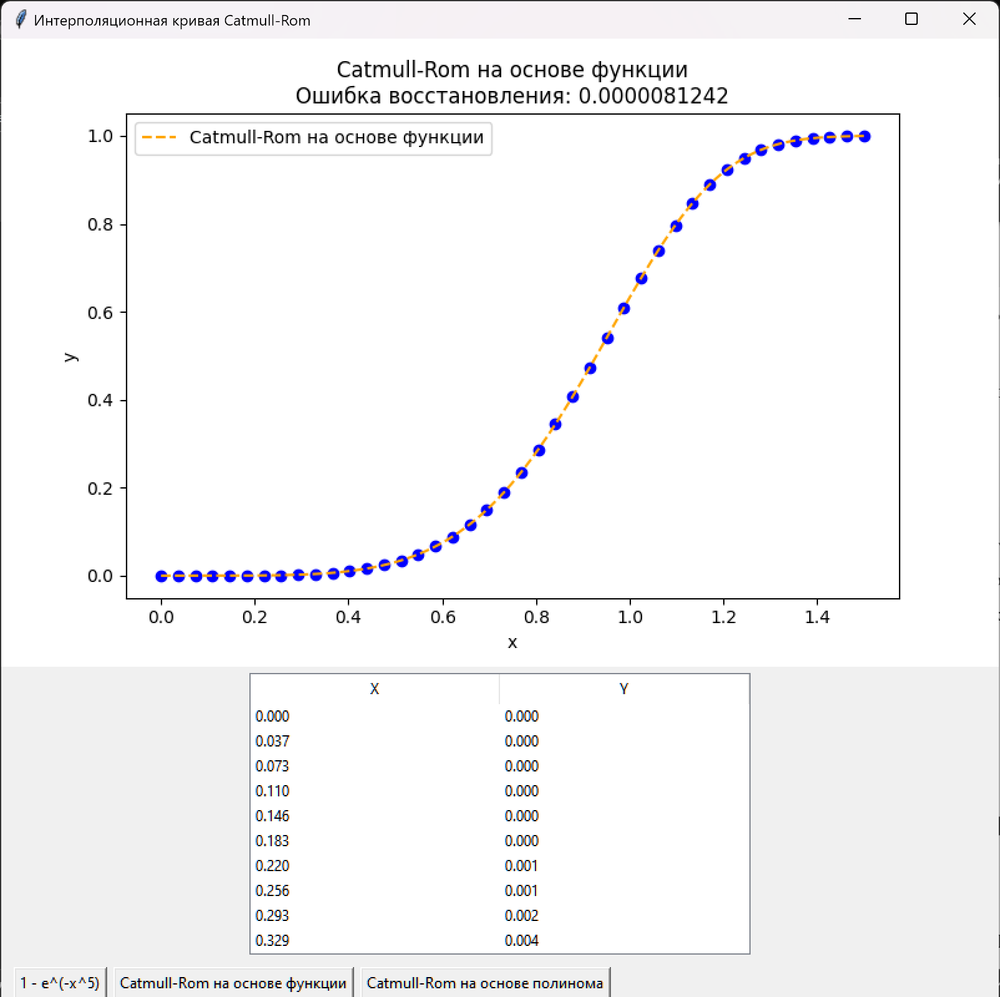 Интерполяционная кривая Catmull-Rom
Catmull-Rom на основе функции
Ошибка восстановления: 0.0000081242
Catmull-Rom на основе функции
1.0
0.8
0.6
0.4
0.2
0.0
y
0.0 0.2 0.4 0.6 0.8 1.0 1.2 1.4
x
X Y
0.000 0.000
0.037 0.000
0.073 0.000
0.110 0.000
0.146 0.000
0.183 0.000
0.220 0.001
0.256 0.001
0.293 0.002
0.329 0.004
1 - e^(-x^5) Catmull-Rom на основе функции Catmull-Rom на основе полинома